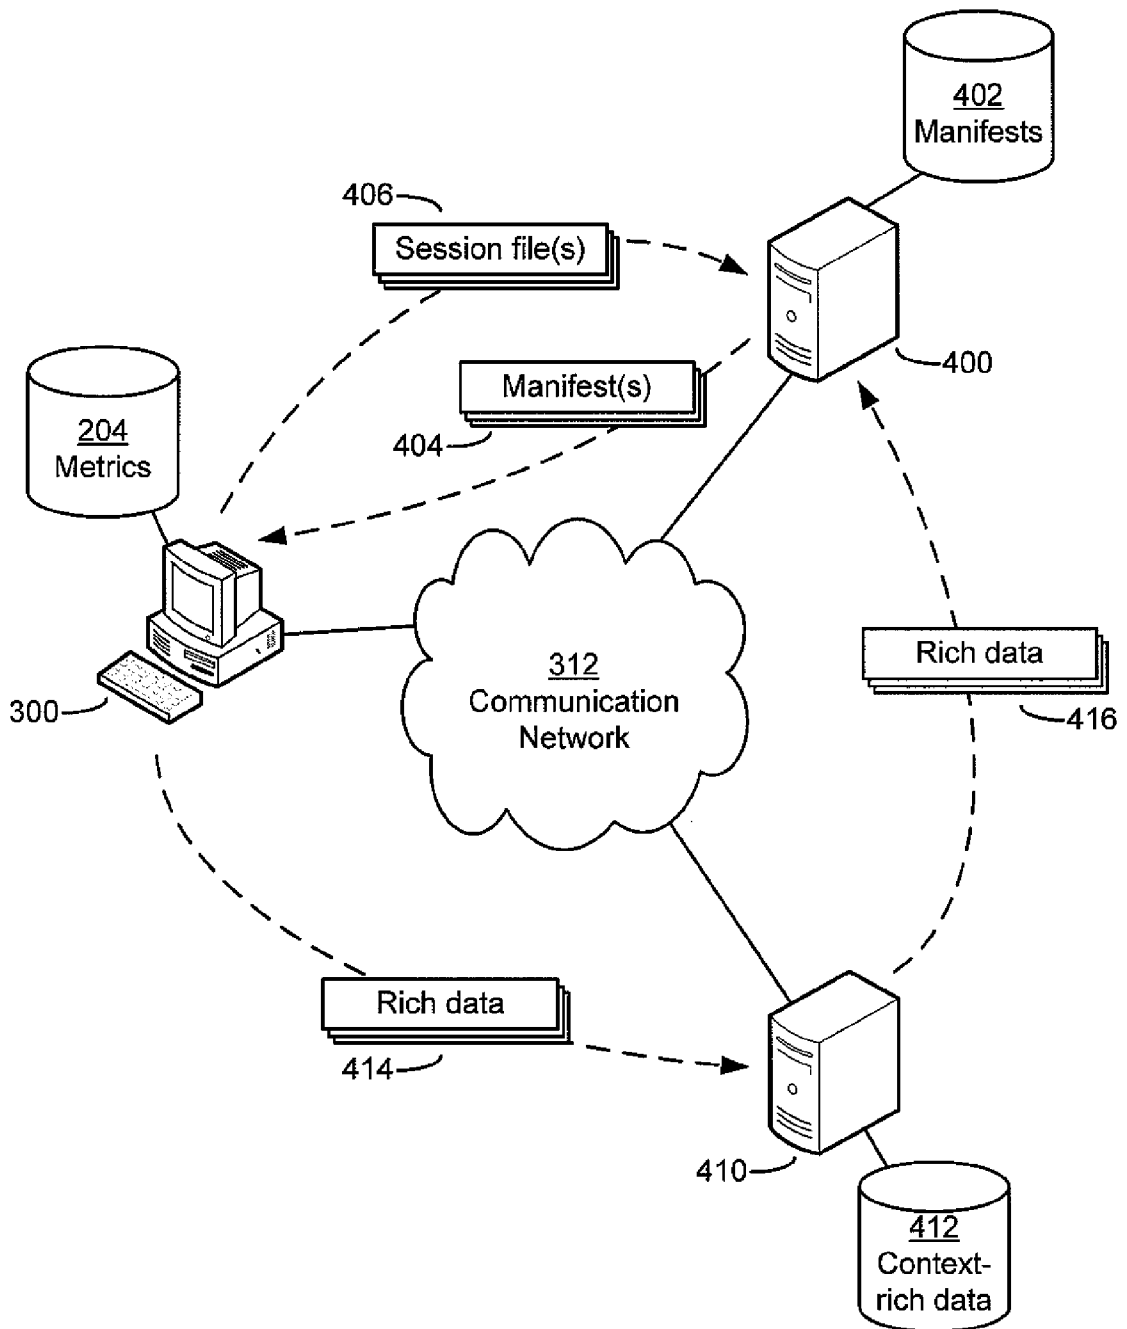 402
Manifests
406
Session file(s)
400
Manifest(s)
404
204
Metrics
312
Communication
Network
300
Rich data
416
Rich data
414
410
412
Context-
rich data